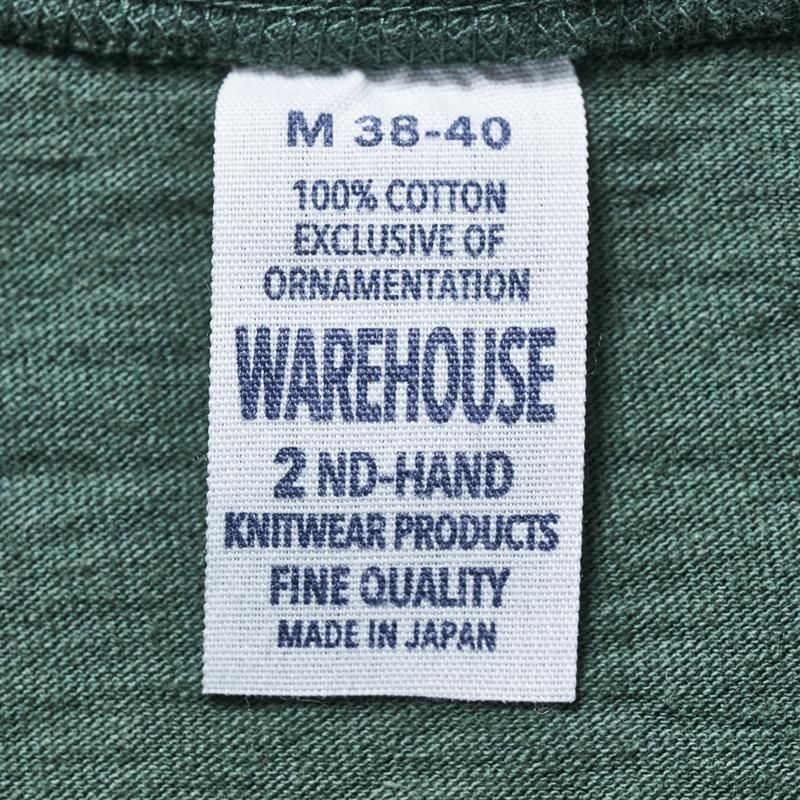 M 38-40
100% COTTON
EXCLUSIVE OF
ORNAMENTATION
WAREHOUSE
2 ND-HAND
KNITWEAR PRODUCTS
FINE QUALITY
MADE IN JAPAN